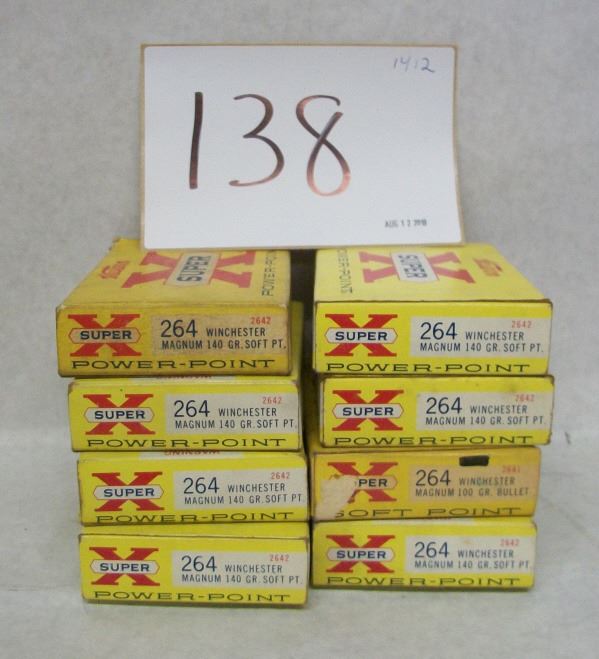 1412
138
AUG 12
SUPER X
POWER-POINT
SUPER X
POWER-POINT
SUPER X
264 WINCHESTER 2642
MAGNUM 140 GR. SOFT PT.
POWER-POINT
SUPER X
264 WINCHESTER 2642
MAGNUM 140 GR. SOFT PT.
POWER-POINT
WARNING
SUPER X
264 WINCHESTER 2642
MAGNUM 140 GR. SOFT PT.
POWER-POINT
SUPER X
264 WINCHESTER 2642
MAGNUM 140 GR. SOFT PT.
POWER-POINT
WARNING
SUPER X
264 WINCHESTER 2642
MAGNUM 140 GR. SOFT PT.
POWER-POINT
X
264 WINCHESTER 2641
MAGNUM 100 GR. BULLET
SOFT POINT
SUPER X
264 WINCHESTER 2642
MAGNUM 140 GR. SOFT PT.
POWER-POINT
SUPER X
264 WINCHESTER 2642
MAGNUM 140 GR. SOFT PT.
POWER-POINT